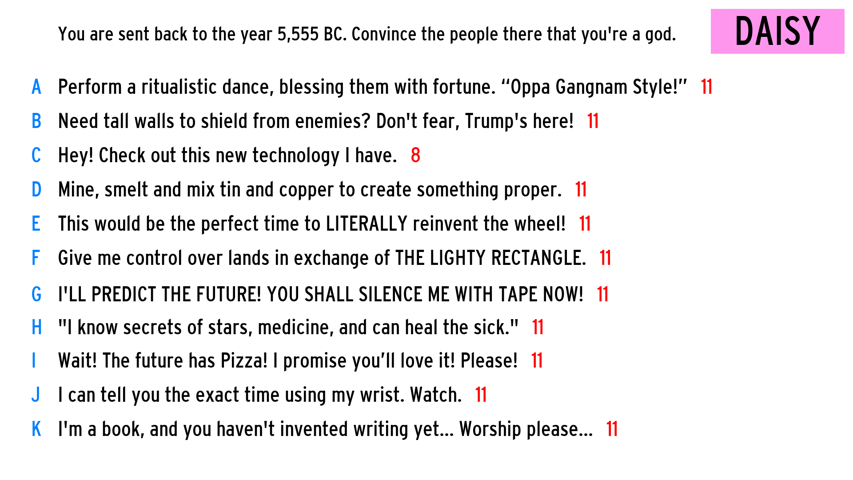 You are sent back to the year 5,555 BC. Convince the people there that you're a god.
DAISY
A Perform a ritualistic dance, blessing them with fortune. “Oppa Gangnam Style!” 11
B Need tall walls to shield from enemies? Don't fear, Trump's here! 11
C Hey! Check out this new technology I have. 8
D Mine, smelt and mix tin and copper to create something proper. 11
E This would be the perfect time to LITERALLY reinvent the wheel! 11
F Give me control over lands in exchange of THE LIGHTY RECTANGLE. 11
G I'LL PREDICT THE FUTURE! YOU SHALL SILENCE ME WITH TAPE NOW! 11
H "I know secrets of stars, medicine, and can heal the sick." 11
I Wait! The future has Pizza! I promise you’ll love it! Please! 11
J I can tell you the exact time using my wrist. Watch. 11
K I'm a book, and you haven't invented writing yet... Worship please... 11